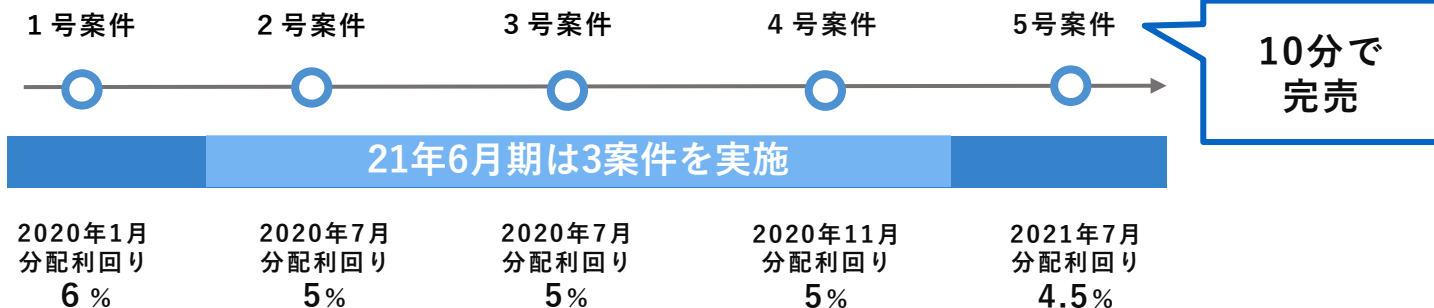 1号案件
2号案件
3号案件
4号案件
5号案件
10分で
完売
21年6月期は3案件を実施
2020年1月
分配利回り
6%
2020年7月
分配利回り
5%
2020年7月
分配利回り
5%
2020年11月
分配利回り
5%
2021年7月
分配利回り
4.5%